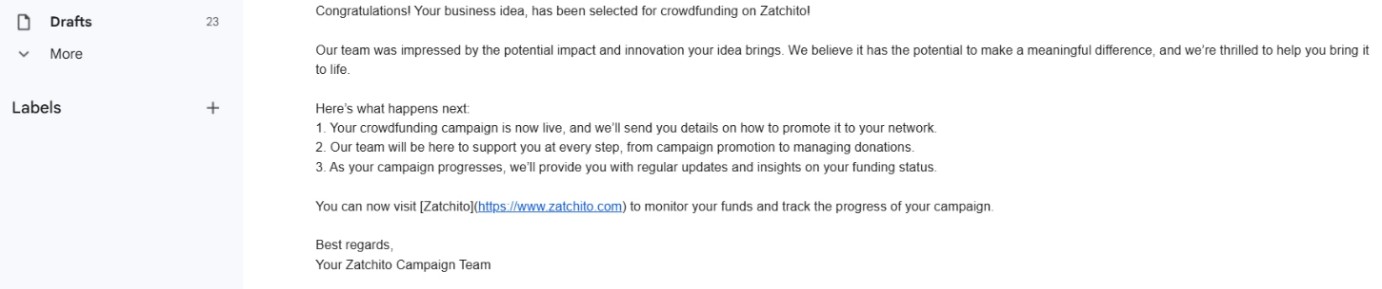 Drafts 23
More
Labels +
Congratulations! Your business idea, has been selected for crowdfunding on Zatchito!
Our team was impressed by the potential impact and innovation your idea brings. We believe it has the potential to make a meaningful difference, and we're thrilled to help you bring it
to life.
Here's what happens next:
1. Your crowdfunding campaign is now live, and we'll send you details on how to promote it to your network.
2. Our team will be here to support you at every step, from campaign promotion to managing donations.
3. As your campaign progresses, we'll provide you with regular updates and insights on your funding status.
You can now visit [Zatchito](https://www.zatchito.com) to monitor your funds and track the progress of your campaign.
Best regards,
Your Zatchito Campaign Team